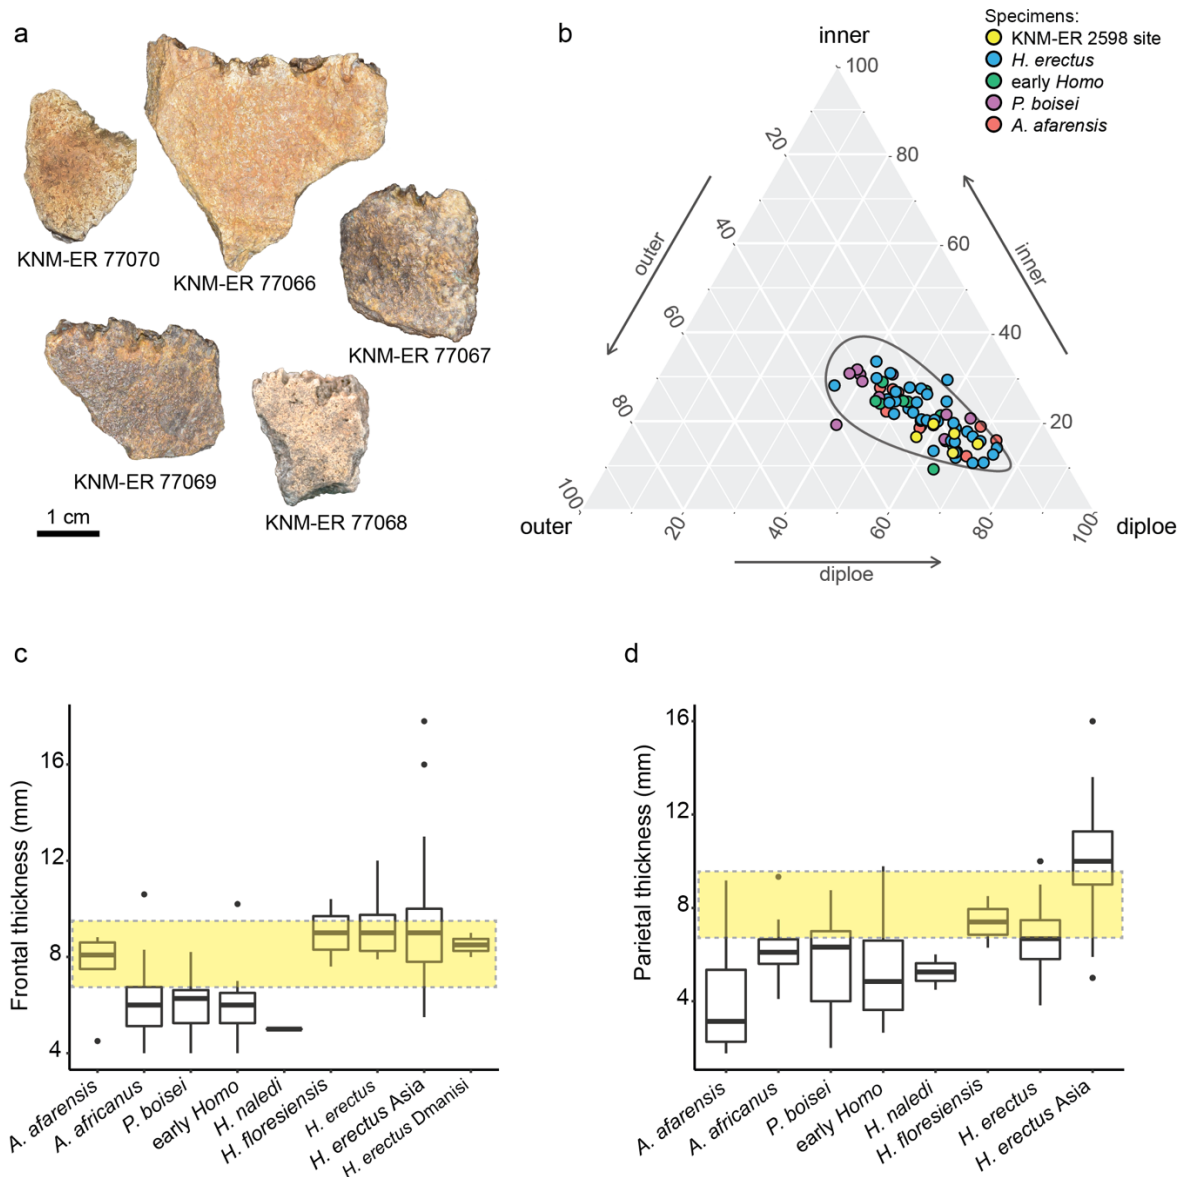 a
KNM-ER 77070
KNM-ER 77066
KNM-ER 77067
KNM-ER 77069
KNM-ER 77068
1 cm
b
Specimens:
KNM-ER 2598 site
H. erectus
early Homo
P. boisei
A. afarensis
inner
100
80
60
40
20
inner
outer
20
40
60
80
100
outer
20
40
60
80
100
diploe
diploe
c
Frontal thickness (mm)
16
12
8
4
A. afarensis
A. africanus
P. boisei
early Homo
H. naledi
H. floresiensis
H. erectus
H. erectus Asia
H. erectus Dmanisi
d
Parietal thickness (mm)
16
12
8
4
A. afarensis
A. africanus
P. boisei
early Homo
H. naledi
H. floresiensis
H. erectus
H. erectus Asia